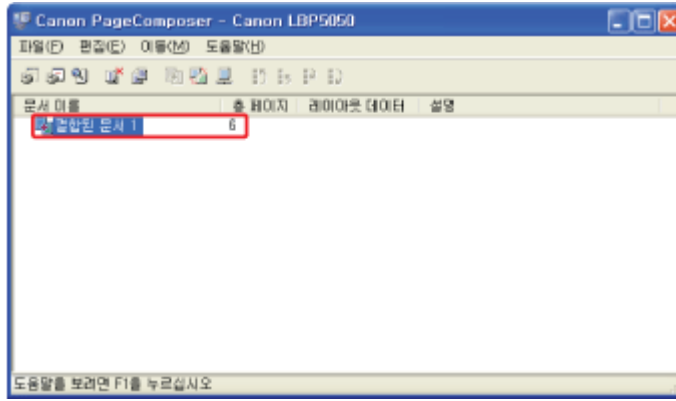 Canon PageComposer - Canon LBP5050
파일(F) 편집(E) 이동(M) 도움말(H)
문서 이름 총 페이지 레이아웃 데이터 설명
결합된 문서 1 6
도움말을 보려면 F1을 누르십시오